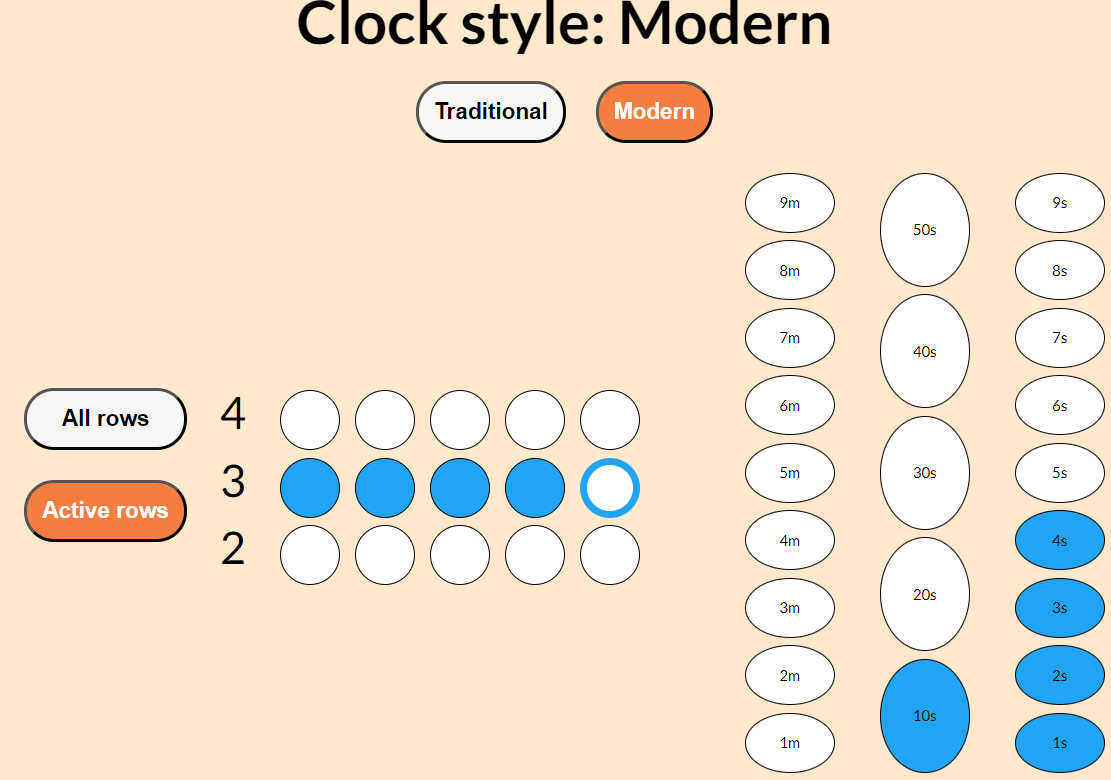 Clock style: Modern
Traditional
Modern
All rows
Active rows
4
3
2
9m
8m
7m
6m
5m
4m
3m
2m
1m
50s
40s
30s
20s
10s
9s
8s
7s
6s
5s
4s
3s
2s
1s